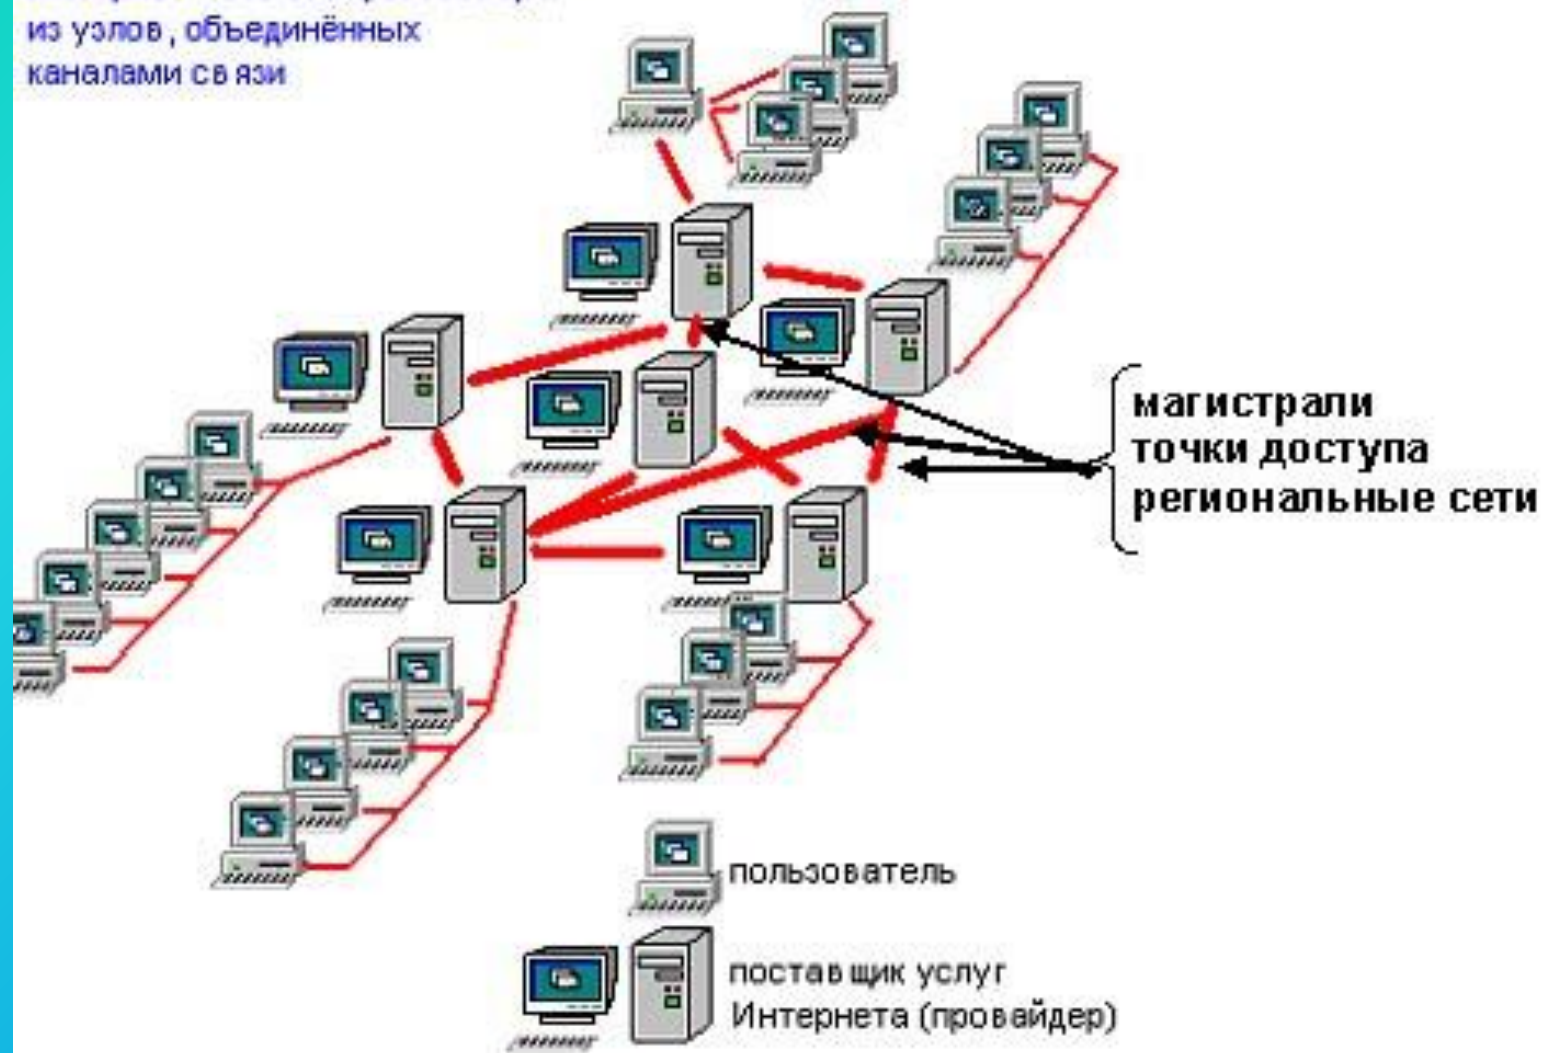 из узлов, объединённых
каналами связи
магистрали
точки доступа
региональные сети
пользователь
поставщик услуг
Интернета (провайдер)